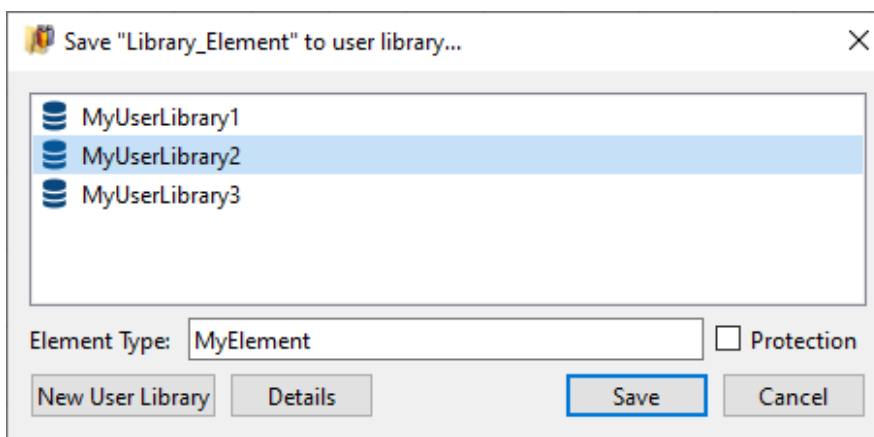 Save "Library_Element" to user library...
MyUserLibrary1
MyUserLibrary2
MyUserLibrary3
Element Type: MyElement Protection
New User Library Details Save Cancel